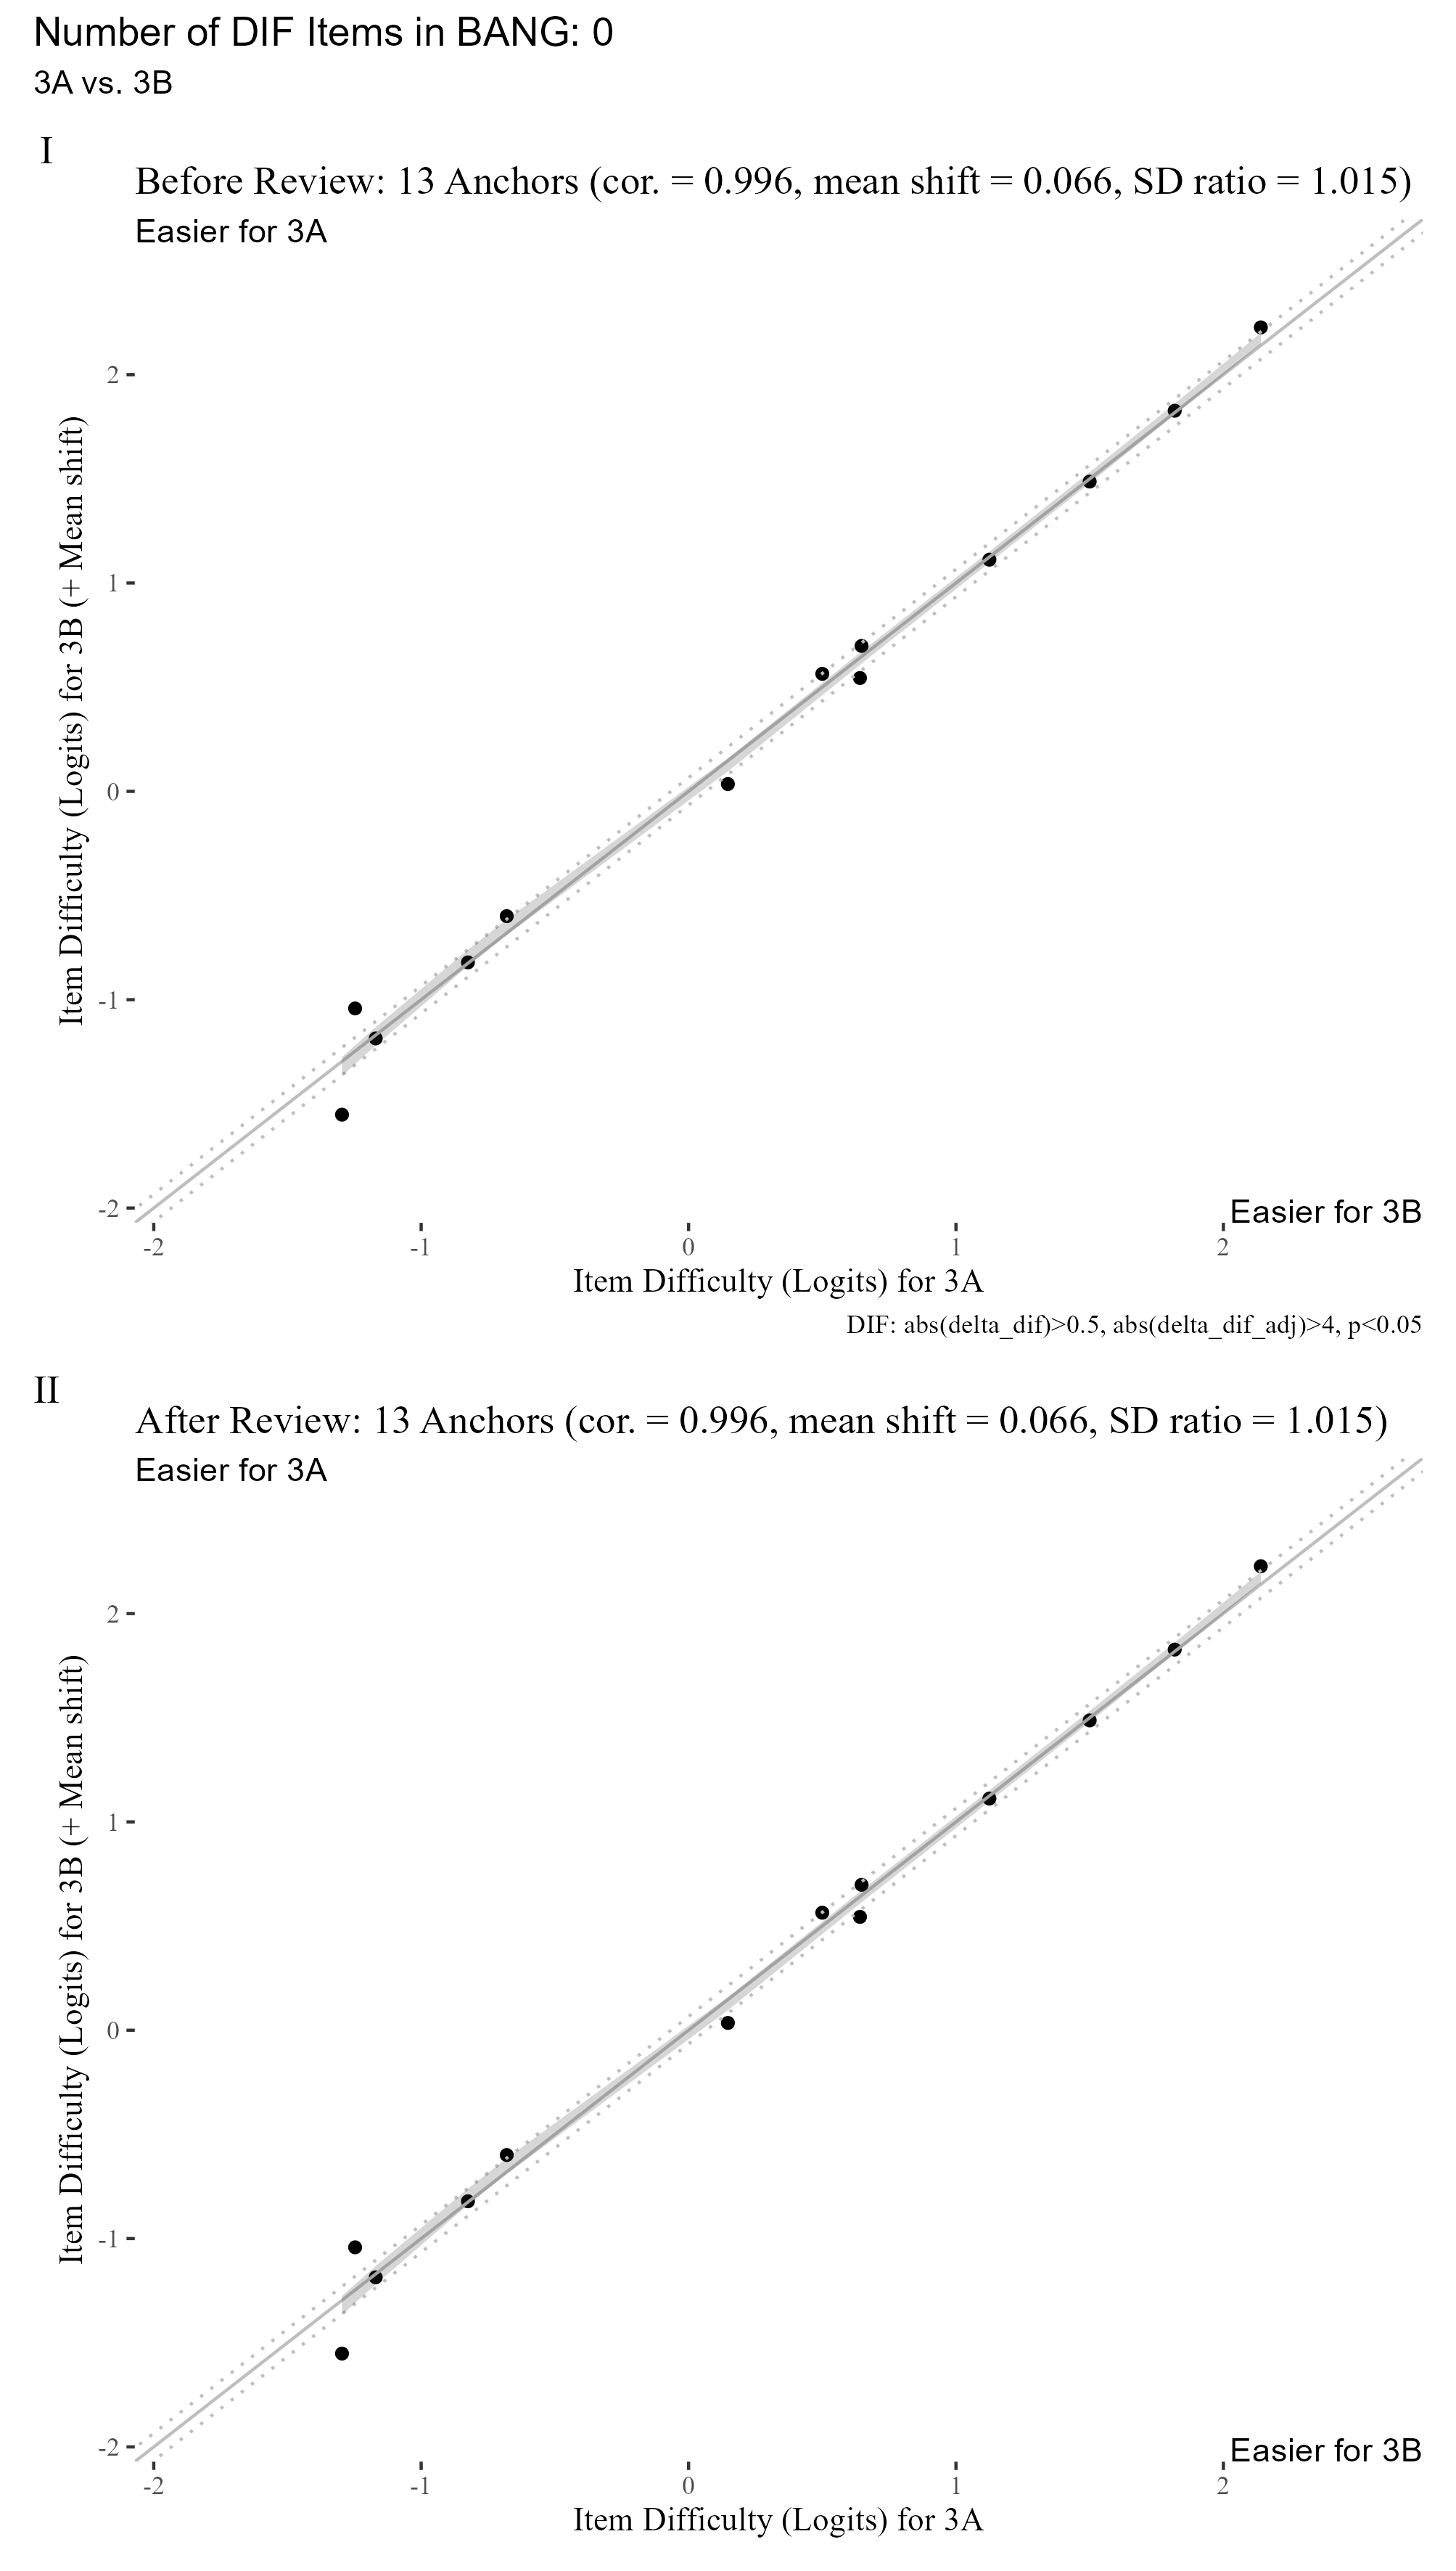 Number of DIF Items in BANG: 0
3A vs. 3B
I
Before Review: 13 Anchors (cor. = 0.996, mean shift = 0.066, SD ratio = 1.015)
Easier for 3A
Item Difficulty (Logits) for 3B (+ Mean shift)
2
1
0
-1
-2
Easier for 3B
-2 -1 0 1 2
Item Difficulty (Logits) for 3A
DIF: abs(delta_dif)>0.5, abs(delta_dif_adj)>4, p<0.05
II
After Review: 13 Anchors (cor. = 0.996, mean shift = 0.066, SD ratio = 1.015)
Easier for 3A
Item Difficulty (Logits) for 3B (+ Mean shift)
2
1
0
-1
-2
Easier for 3B
-2 -1 0 1 2
Item Difficulty (Logits) for 3A